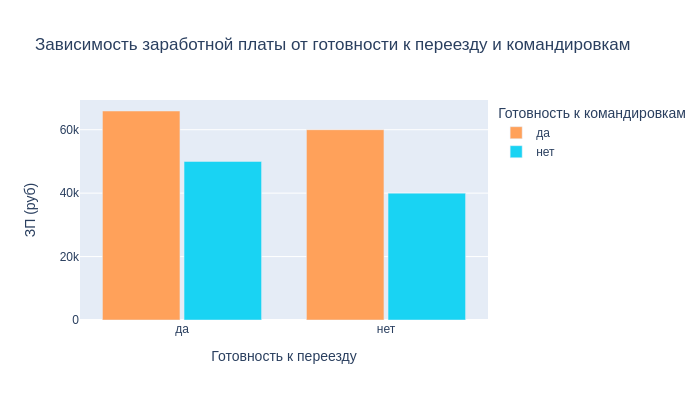 Зависимость заработной платы от готовности к переезду и командировкам
Готовность к командировкам
да
нет
60k
40k
20k
0
ЗП (руб)
да
нет
Готовность к переезду